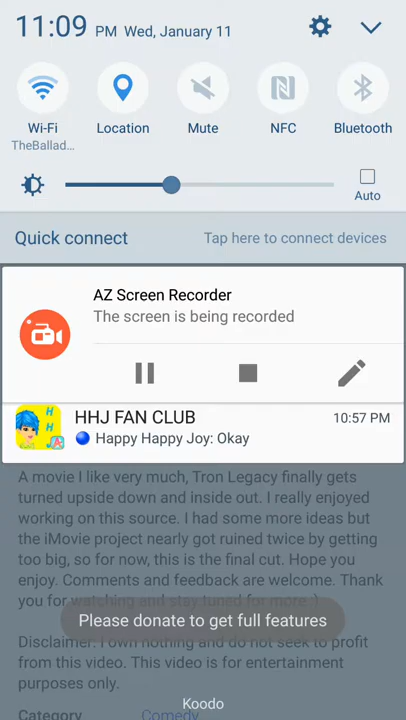 11:09 PM Wed, January 11
Wi-Fi Location Mute NFC Bluetooth
TheBallad...
Auto
Quick connect Tap here to connect devices
AZ Screen Recorder
The screen is being recorded
H H
J A
HHJ FAN CLUB 10:57 PM
Happy Happy Joy: Okay
A movie I like very much, Tron Legacy finally gets
turned upside down and inside out. I really enjoyed
working on this source. I had some more ideas but
the iMovie project nearly got ruined twice by getting
too big, so for now, this is the final cut. Hope you
enjoy. Comments and feedback are welcome. Thank
you for watching and stay tuned for more :)
Please donate to get full features
Disclaimer: I own nothing and do not seek to profit
from this video. This video is for entertainment
purposes only.
Koodo
Category Comedy